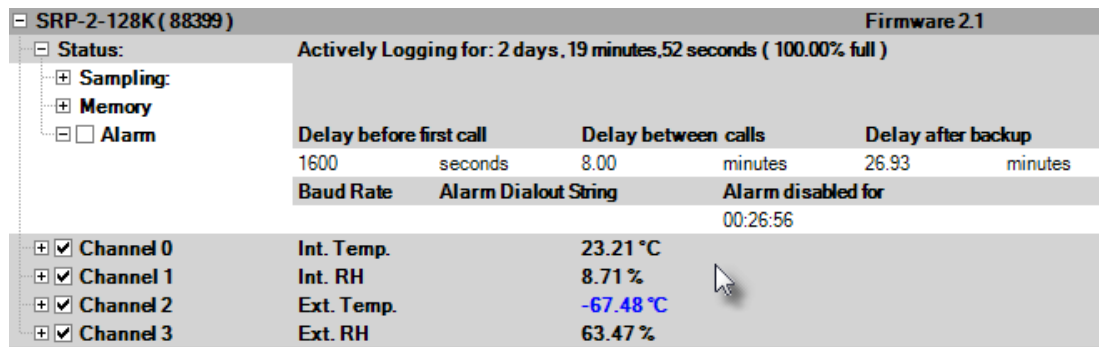 SRP-2-128K ( 88399 ) Firmware 2.1
Status: Actively Logging for: 2 days, 19 minutes,52 seconds ( 100.00% full )
Sampling:
Memory
Alarm Delay before first call Delay between calls Delay after backup
1600 seconds 8.00 minutes 26.93 minutes
Baud Rate Alarm Dialout String Alarm disabled for
00:26:56
Channel 0 Int. Temp. 23.21 °C
Channel 1 Int. RH 8.71 %
Channel 2 Ext. Temp. -67.48 °C
Channel 3 Ext. RH 63.47 %